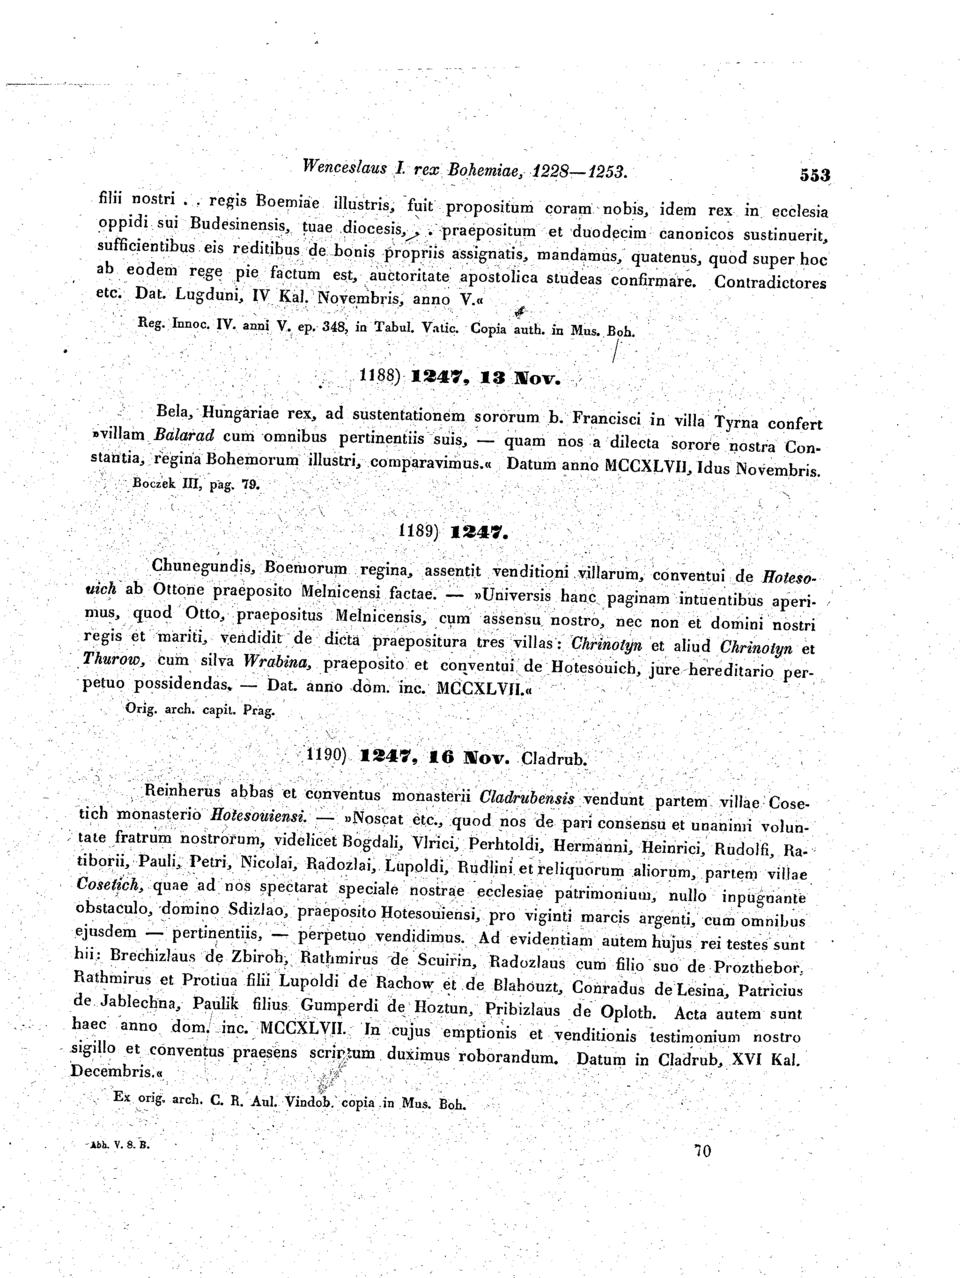 Wenceslaus I. rex Bohemiae, 1228—1253. 553
filii nostri . . regis Boemiae illustris, fuit propositum coram nobis, idem rex in ecclesia
oppidi sui Budesinensis, tuae diocesis, . praepositum et duodecim canonicos sustinuerit,
sufficientibus eis reditibus de bonis propriis assignatis, mandamus, quatenus, quod super hoc
ab eodem rege pie factum est, auctoritate apostolica studeas confirmare. Contradictores
etc. Dat. Lugduni, IV Kal. Novembris, anno V.«
Reg. Innoc. IV. anni V. ep. 348, in Tabul. Vatic. Copia auth. in Mus. Boh.
1188) 1247, 13 Nov.
Bela, Hungariae rex, ad sustentationem sororum b. Francisci in villa Tyrna confert
»villam Balarad cum omnibus pertinentiis suis, — quam nos a dilecta sorore nostra Con-
stantia, regina Bohemorum illustri, comparavimus.« Datum anno MCCXLVII, Idus Novembris.
Boczek III, pag. 79.
1189) 1247.
Chunegundis, Boemorum regina, assentit venditioni villarum, conventui de Hoteso-
uich ab Ottone praeposito Melnicensi factae. — »Universis hanc paginam intuentibus aperi-
mus, quod Otto, praepositus Melnicensis, cum assensu nostro, nec non et domini nostri
regis et mariti, vendidit de dicta praepositura tres villas: Chrinotyn et aliud Chrinotyn et
Thurow, cum silva Wrabina, praeposito et conventui de Hotesouich, jure hereditario per-
petuo possidendas. — Dat. anno dom. inc. MCCXLVII.«
Orig. arch. capit. Prag.
1190) 1247, 16 Nov. Cladrub.
Reinherus abbas et conventus monasterii Cladrubensis vendunt partem villae Cose-
tich monasterio Hotesouiensi. — »Noscat etc., quod nos de pari consensu et unanimi volun-
tate fratrum nostrorum, videlicet Bogdali, Vlrici, Perhtoldi, Hermanni, Heinrici, Rudolfi, Ra-
tiborii, Pauli, Petri, Nicolai, Radozlai, Lupoldi, Rudlini et reliquorum aliorum, partem villae
Cosetich, quae ad nos spectarat speciale nostrae ecclesiae patrimonium, nullo inpugnante
obstaculo, domino Sdizlao, praeposito Hotesouiensi, pro viginti marcis argenti, cum omnibus
ejusdem — pertinentiis, — perpetuo vendidimus. Ad evidentiam autem hujus rei testes sunt
hii: Brechizlaus de Zbiroh, Rathmirus de Scuirin, Radozlaus cum filio suo de Prozthebor,
Rathmirus et Protiua filii Lupoldi de Rachow et de Blahouzt, Conradus de Lesina, Patricius
de Jablechna, Paulik filius Gumperdi de Hoztun, Pribizlaus de Oploth. Acta autem sunt
haec anno dom. inc. MCCXLVII. In cujus emptionis et venditionis testimonium nostro
sigillo et conventus praesens scriptum duximus roborandum. Datum in Cladrub, XVI Kal.
Decembris.«
Ex orig. arch. C. R. Aul. Vindob. copia in Mus. Boh.
Abh. V. 8. B. 70